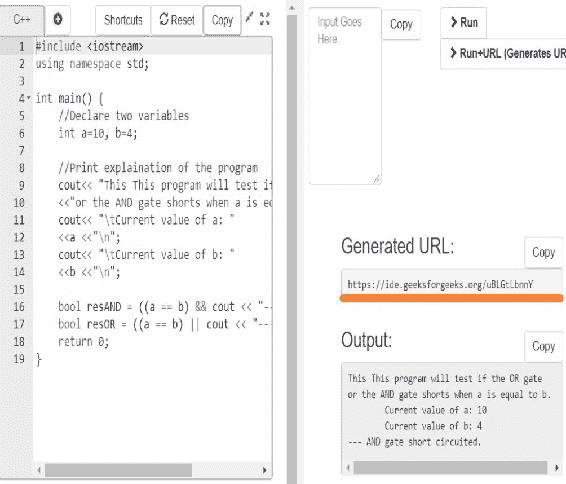 C++
Shortcuts
Reset
Copy
1 #include <iostream>
2 using namespace std;
3
4 int main() {
5 //Declare two variables
6 int a=10, b=4;
7
8 //Print explaination of the program
9 cout<< "This This program will test if
10 <<"or the AND gate shorts when a is eq
11 cout<< "\tCurrent value of a: "
12 <<a <<"\n";
13 cout<< "\tCurrent value of b: "
14 <<b <<"\n";
15
16 bool resAND = ((a == b) && cout << "--
17 bool resOR = ((a == b) || cout << "--
18 return 0;
19 }
Input Goes
Here.
Copy
Run
Run+URL (Generates UR
Generated URL:
Copy
https://ide.geeksforgeeks.org/uBLGtLbnnY
Output:
Copy
This This program will test if the OR gate
or the AND gate shorts when a is equal to b.
Current value of a: 10
Current value of b: 4
--- AND gate short circuited.